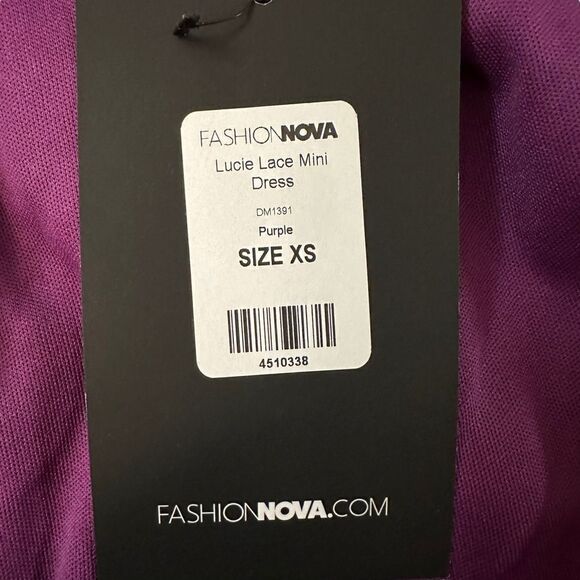 FASHIONNOVA
Lucie Lace Mini
Dress
DM1391
Purple
SIZE XS
4510338
FASHIONNOVA.COM